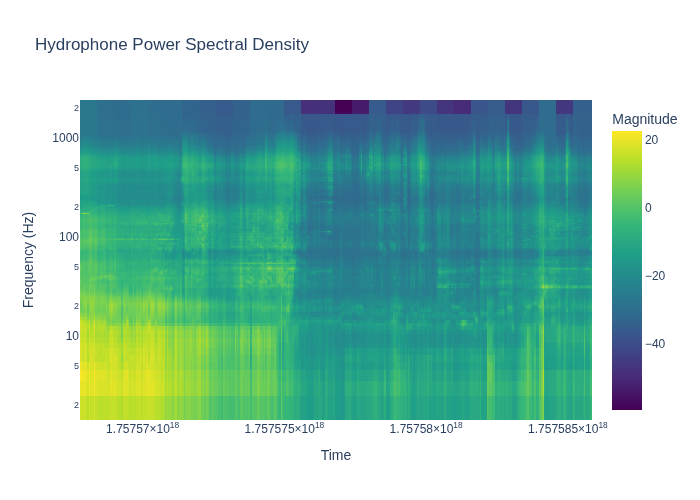 Hydrophone Power Spectral Density
Magnitude
20
0
−20
−40
Frequency (Hz)
2
1000
5
2
100
5
2
10
5
2
1.75757×10¹⁸ 1.757575×10¹⁸ 1.75758×10¹⁸ 1.757585×10¹⁸
Time